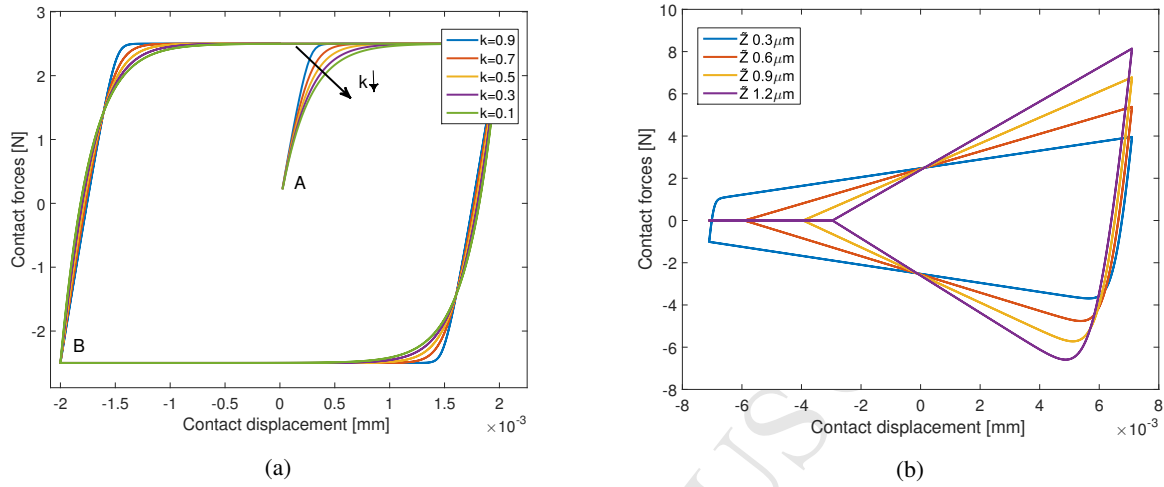 k=0.9
k=0.7
k=0.5
k=0.3
k=0.1
k
A
B
2
1
0
-1
-2
Contact forces [N]
-2 -1.5 -1 -0.5 0 0.5 1 1.5 2
Contact displacement [mm]
×10⁻³
(a)
Z̃ 0.3μm
Z̃ 0.6μm
Z̃ 0.9μm
Z̃ 1.2μm
10
8
6
4
2
0
-2
-4
-6
-8
Contact forces [N]
-8 -6 -4 -2 0 2 4 6 8
Contact displacement [mm]
×10⁻³
(b)
US